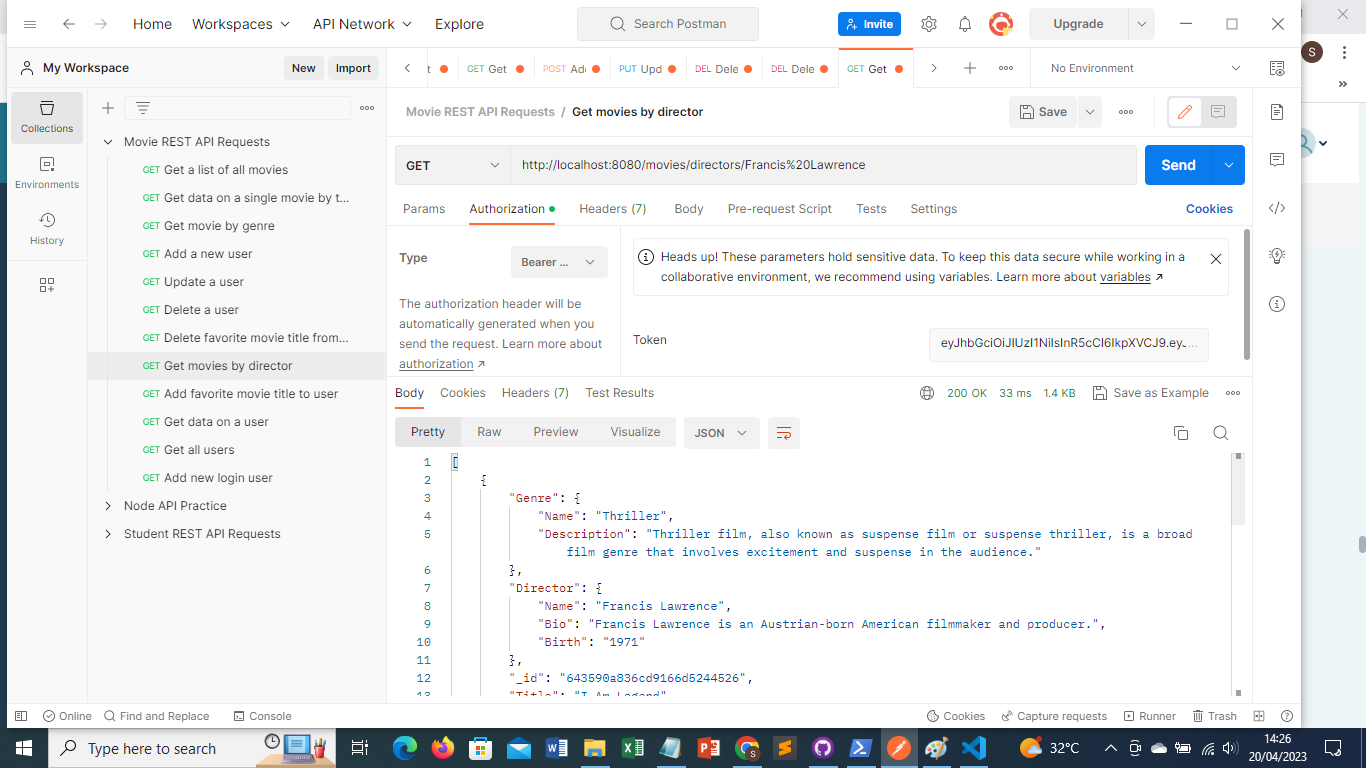 Home Workspaces API Network Explore Search Postman Invite Upgrade
S
My Workspace New Import
GET Get POST Ad PUT Upd DEL Dele DEL Dele GET Get No Environment
Collections
Environments
History
Movie REST API Requests
GET Get a list of all movies
GET Get data on a single movie by t...
GET Get movie by genre
GET Add a new user
GET Update a user
GET Delete a user
GET Delete favorite movie title from...
GET Get movies by director
GET Add favorite movie title to user
GET Get data on a user
GET Get all users
GET Add new login user
Node API Practice
Student REST API Requests
Movie REST API Requests / Get movies by director Save
GET http://localhost:8080/movies/directors/Francis%20Lawrence Send
Params Authorization Headers (7) Body Pre-request Script Tests Settings Cookies
Type Bearer ...
The authorization header will be
automatically generated when you
send the request. Learn more about
authorization ↗
Heads up! These parameters hold sensitive data. To keep this data secure while working in a
collaborative environment, we recommend using variables. Learn more about variables ↗
Token
Body Cookies Headers (7) Test Results 200 OK 33 ms 1.4 KB Save as Example
Pretty Raw Preview Visualize JSON
1 [
2 {
3 "Genre": {
4 "Name": "Thriller",
5 "Description": "Thriller film, also known as suspense film or suspense thriller, is a broad
film genre that involves excitement and suspense in the audience."
6 },
7 "Director": {
8 "Name": "Francis Lawrence",
9 "Bio": "Francis Lawrence is an Austrian-born American filmmaker and producer.",
10 "Birth": "1971"
11 },
12 "_id": "643590a836cd9166d5244526",
13 "Title": "I Am Legend"
Online Find and Replace Console Cookies Capture requests Runner Trash
Type here to search 32°C 14:26
20/04/2023